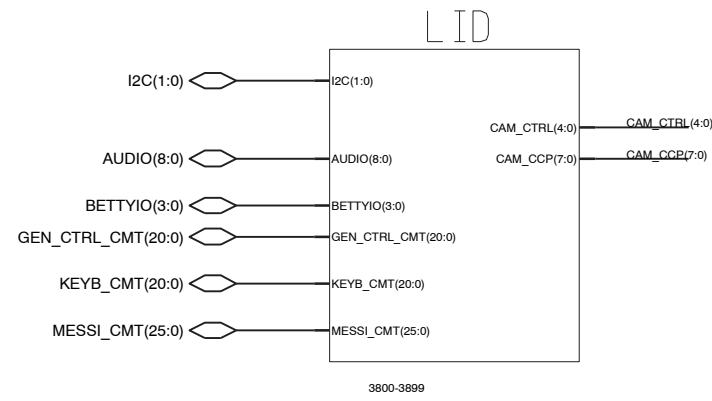 LID
I2C(1:0)
I2C(1:0)
CAM_CTRL(4:0)
CAM_CTRL(4:0)
AUDIO(8:0)
AUDIO(8:0)
CAM_CCP(7:0)
CAM_CCP(7:0)
BETTYIO(3:0)
BETTYIO(3:0)
GEN_CTRL_CMT(20:0)
GEN_CTRL_CMT(20:0)
KEYB_CMT(20:0)
KEYB_CMT(20:0)
MESSI_CMT(25:0)
MESSI_CMT(25:0)
3800-3899